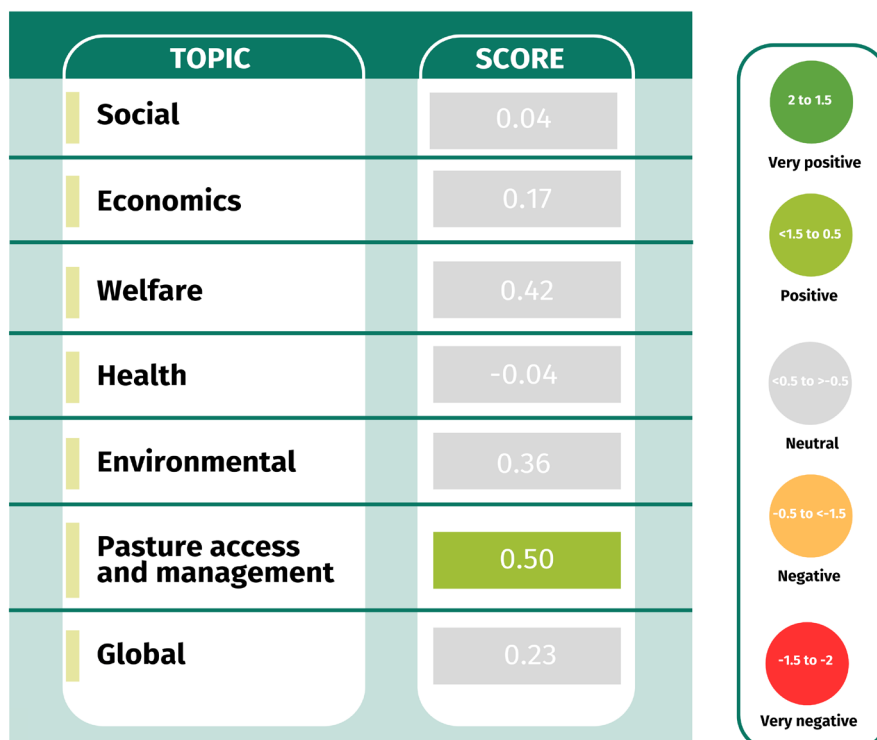 TOPIC SCORE
Social 0.04
Economics 0.17
Welfare 0.42
Health -0.04
Environmental 0.36
Pasture access
and management 0.50
Global 0.23
2 to 1.5
Very positive
<1.5 to 0.5
Positive
<0.5 to >-0.5
Neutral
-0.5 to <-1.5
Negative
-1.5 to -2
Very negative